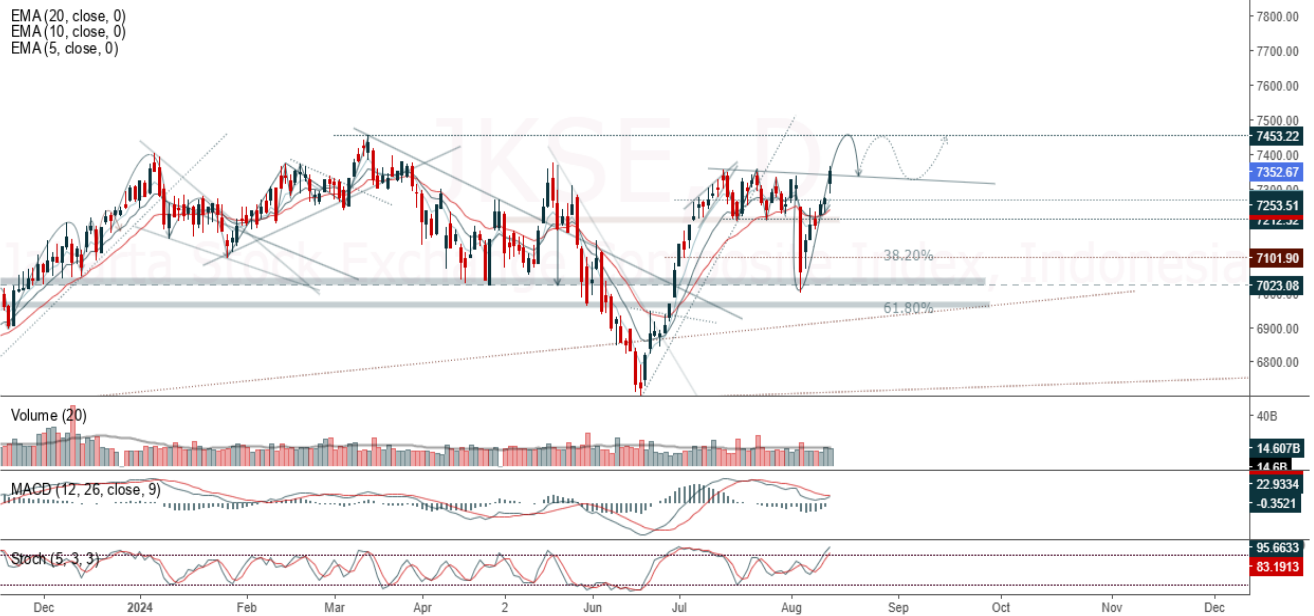 EMA (20, close, 0)
EMA (10, close, 0)
EMA (5, close, 0)
JKSE, D
Indonesia
7800.00
7700.00
7600.00
7500.00
7453.22
7400.00
7352.67
7253.51
7212.32
38.20%
7101.90
7023.08
61.80%
6900.00
6800.00
Volume (20)
40B
14.607B
14.6B
MACD (12, 26, close, 9)
22.9334
-0.3521
Stoch (5, 3, 3)
95.6633
83.1913
Dec 2024 Feb Mar Apr 2 Jun Jul Aug Sep Oct Nov Dec